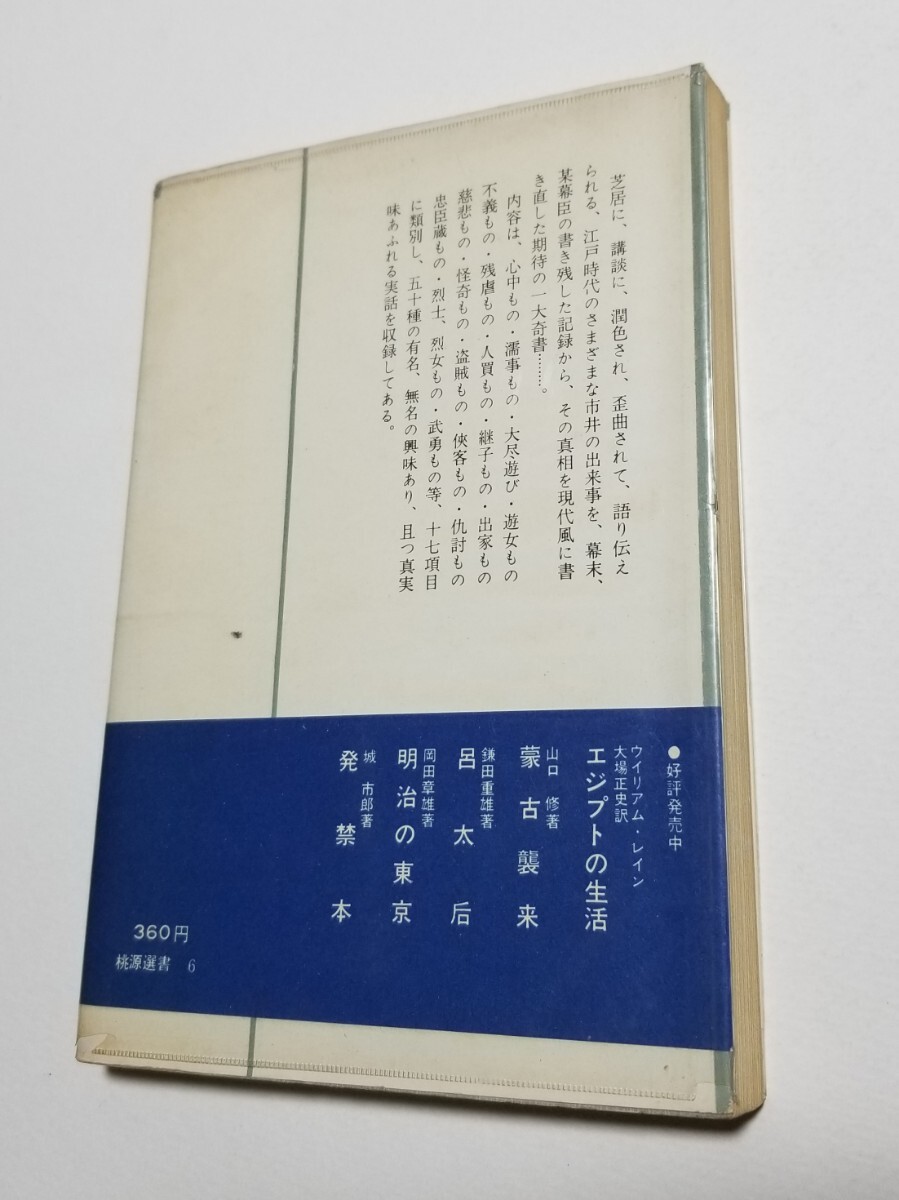 芝居に、講談に、潤色され、歪曲されて、語り伝え
られる、江戸時代のさまざまな市井の出来事を、幕末、
某幕臣の書き残した記録から、その真相を現代風に書
き直した期待の一大奇書………。
内容は、心中もの・濡事もの・大尽遊び・遊女もの
不義もの・残虐もの・人買もの・継子もの・出家もの
慈悲もの・怪奇もの・盗賊もの・俠客もの・仇討もの
忠臣蔵もの・烈士、烈女もの・武勇もの等、十七項目
に類別し、五十種の有名、無名の興味あり、且つ真実
味あふれる実話を収録してある。
●好評発売中
ウイリアム・レイン
大場正史訳
エジプトの生活
山口 修著
蒙古襲来
鎌田重雄著
呂太后
岡田章雄著
明治の東京
城 市郎著
発禁本
360円
桃源選書 6